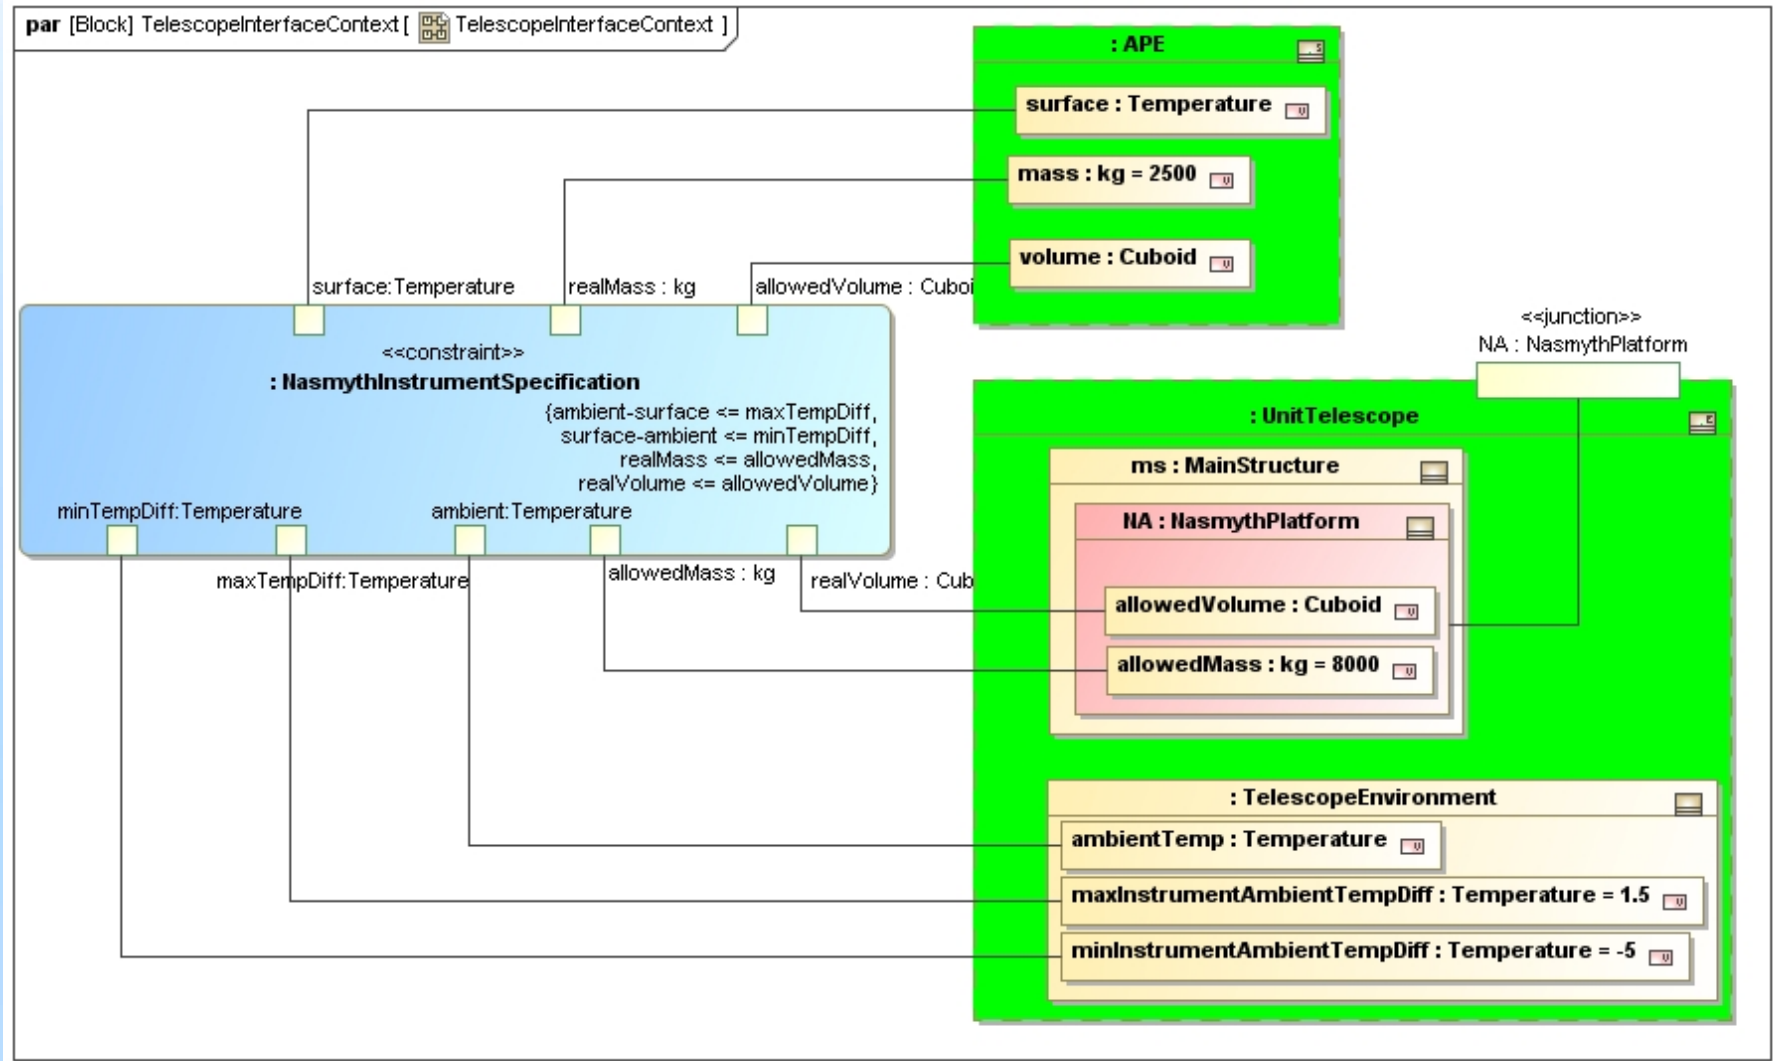 par [Block] TelescopeInterfaceContext [ TelescopeInterfaceContext ]
: APE
surface : Temperature
mass : kg = 2500
volume : Cuboid
surface:Temperature
realMass : kg
allowedVolume : Cuboi
<<constraint>>
: NasmythInstrumentSpecification
{ambient-surface <= maxTempDiff,
surface-ambient <= minTempDiff,
realMass <= allowedMass,
realVolume <= allowedVolume}
minTempDiff:Temperature
ambient:Temperature
maxTempDiff:Temperature
allowedMass : kg
realVolume : Cub
<<junction>>
NA : NasmythPlatform
: UnitTelescope
ms : MainStructure
NA : NasmythPlatform
allowedVolume : Cuboid
allowedMass : kg = 8000
: TelescopeEnvironment
ambientTemp : Temperature
maxInstrumentAmbientTempDiff : Temperature = 1.5
minInstrumentAmbientTempDiff : Temperature = -5